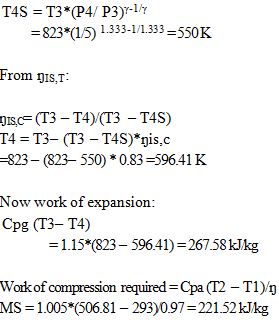 T4S = T3*(P4/ P3)γ-1/γ
=823*(1/5) 1.333-1/1.333 =550K
From ŋIS,T:
ŋIS,C= (T3 – T4)/(T3 – T4S)
T4 = T3– (T3 – T4S)*ŋis,c
=823 – (823– 550) * 0.83 =596.41 K
Now work of expansion:
Cpg (T3– T4)
= 1.15*(823 – 596.41) = 267.58 kJ/kg
Work of compression required = Cpa (T2 – T1)/ŋ
MS = 1.005*(506.81 – 293)/0.97 = 221.52 kJ/kg